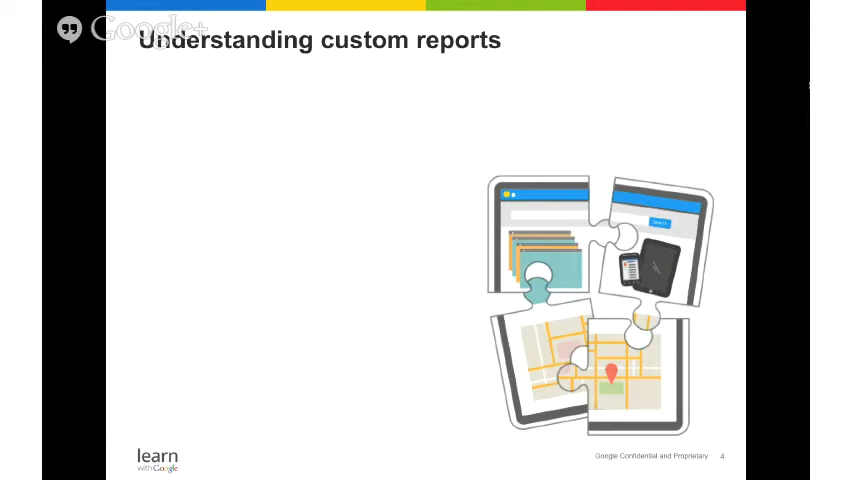 Google+
Understanding custom reports
Search
learn
with Google
Google Confidential and Proprietary 4